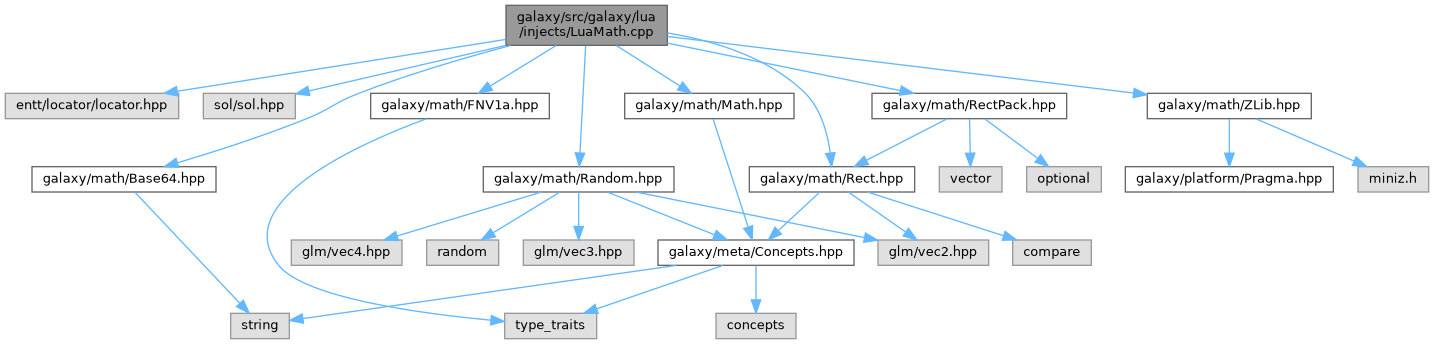 galaxy/src/galaxy/lua
/injects/LuaMath.cpp
entt/locator/locator.hpp
sol/sol.hpp
galaxy/math/FNV1a.hpp
galaxy/math/Math.hpp
galaxy/math/RectPack.hpp
galaxy/math/ZLib.hpp
galaxy/math/Base64.hpp
galaxy/math/Random.hpp
galaxy/math/Rect.hpp
vector
optional
galaxy/platform/Pragma.hpp
miniz.h
glm/vec4.hpp
random
glm/vec3.hpp
galaxy/meta/Concepts.hpp
glm/vec2.hpp
compare
string
type_traits
concepts